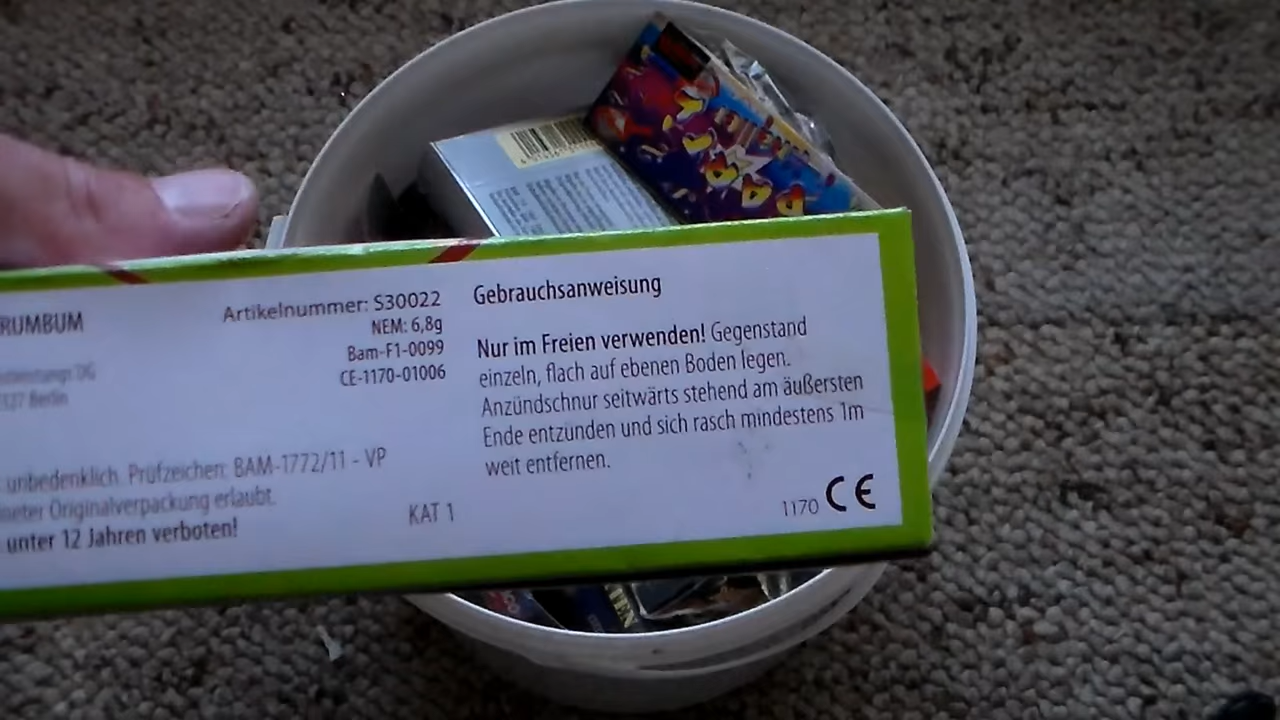 RUMBUM
Artikelnummer: S30022
NEM: 6,8g
Bam-F1-0099
CE-1170-01006
Berlin
unbedenklich. Prüfzeichen: BAM-1772/11 - VP
Originalverpackung erlaubt.
unter 12 Jahren verboten!
KAT 1
Gebrauchsanweisung
Nur im Freien verwenden! Gegenstand
einzeln, flach auf ebenen Boden legen.
Anzündschnur seitwärts stehend am äußersten
Ende entzunden und sich rasch mindestens 1m
weit entfernen.
1170 CE